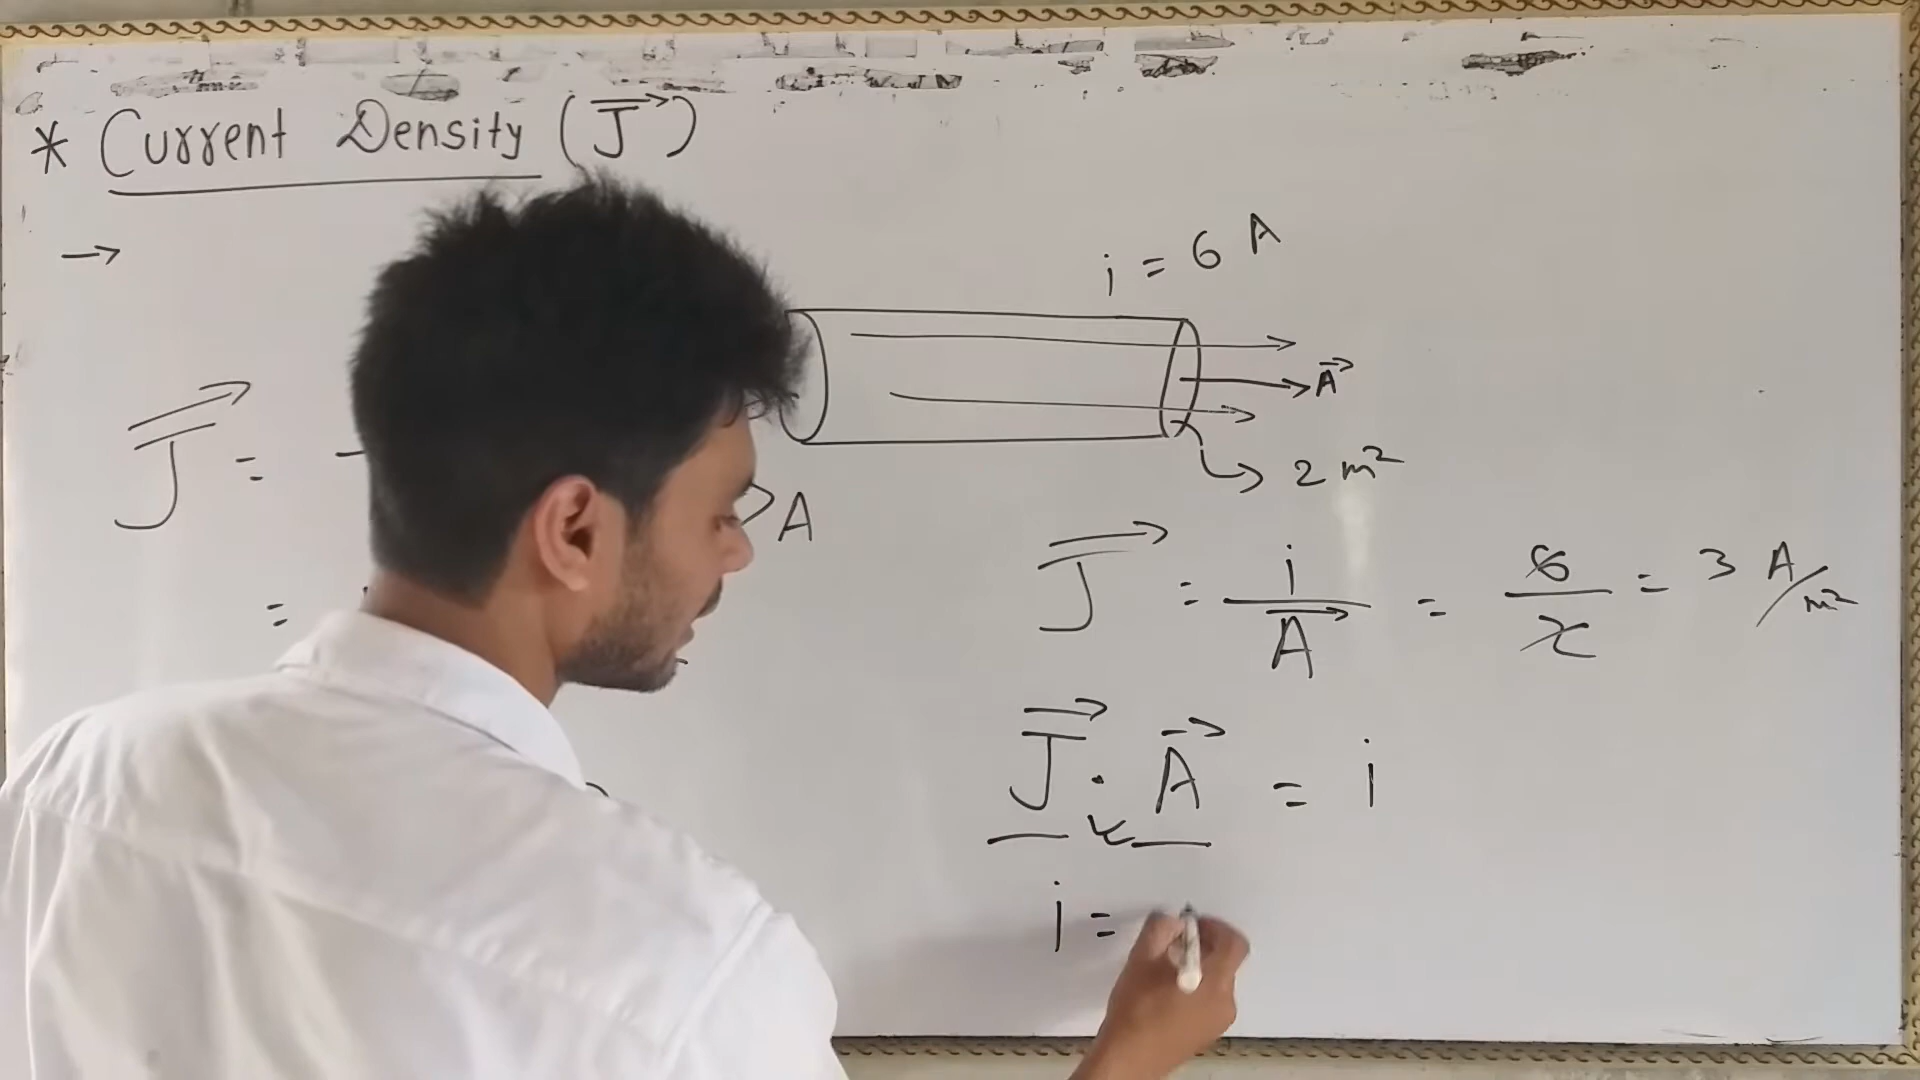 * Current Density (J⃗)
→
i = 6 A
A⃗
2 m²
J⃗ =
A
J⃗ = i / A⃗ = 6 / 2 = 3 A/m²
=
J⃗ · A⃗ = i
i =